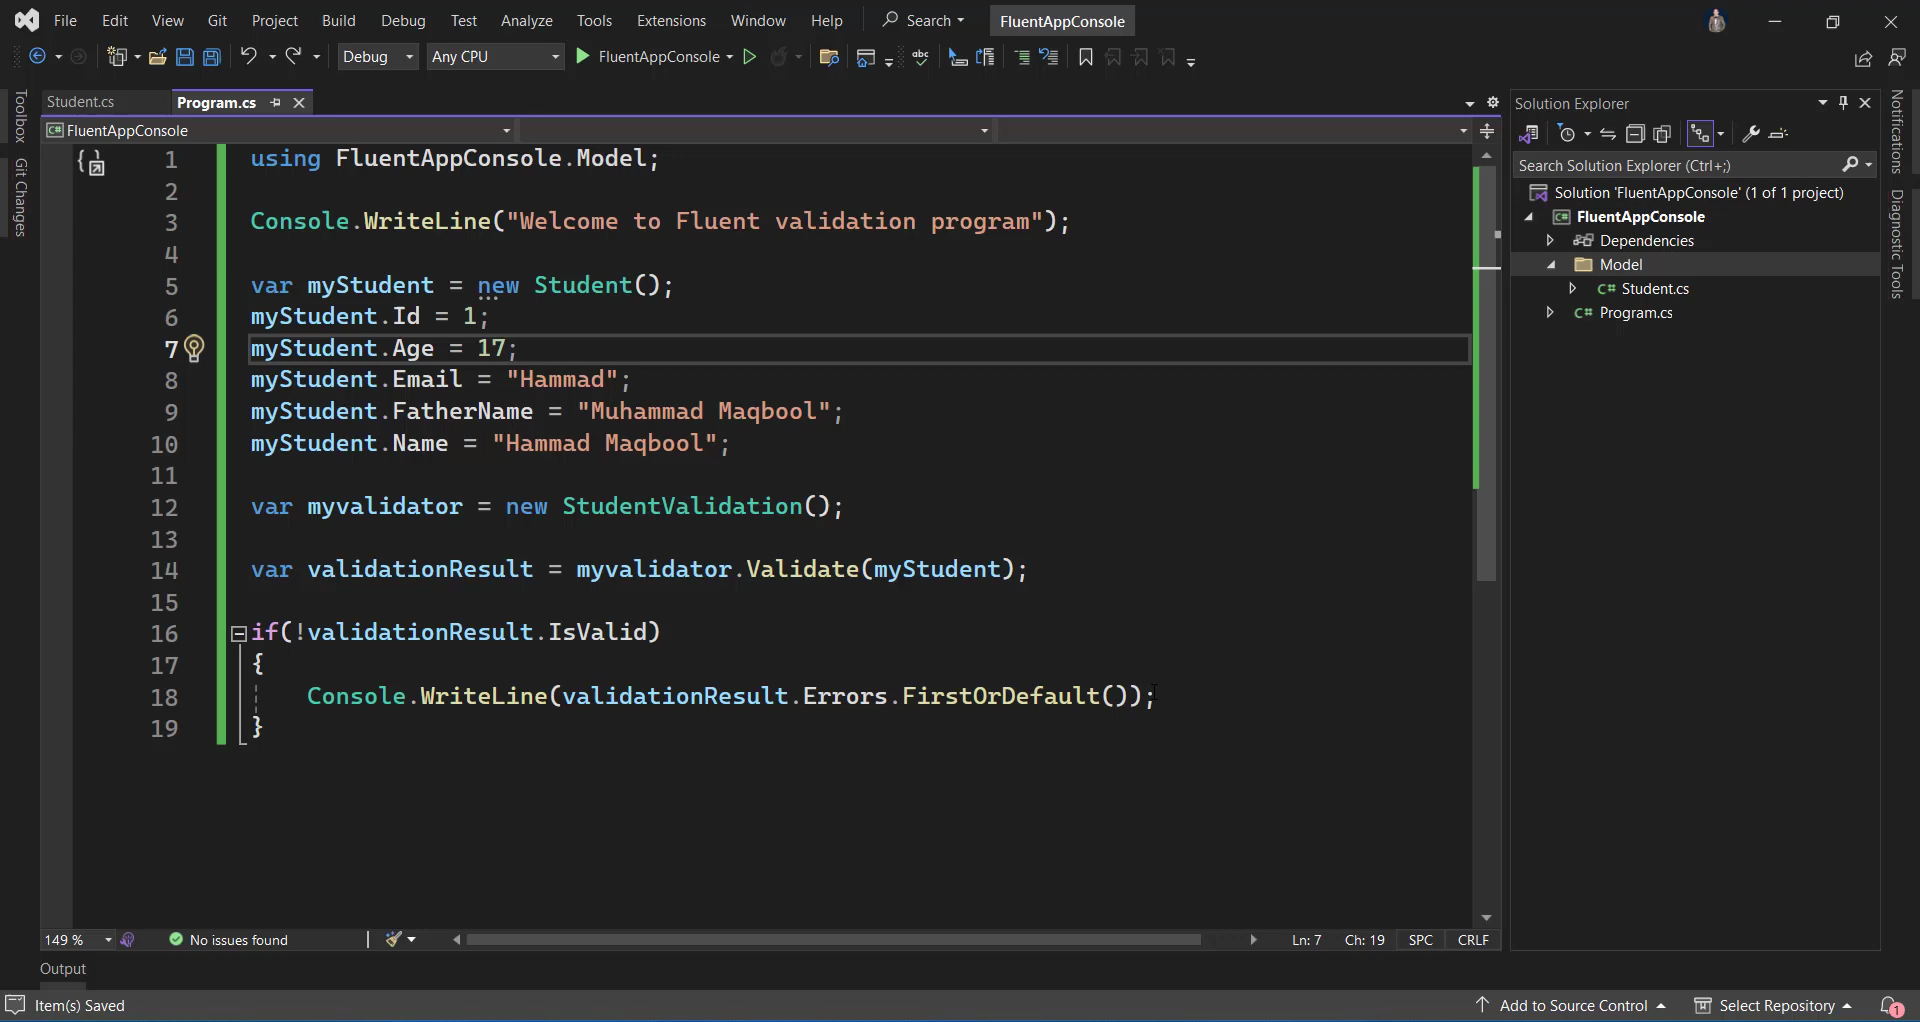 File Edit View Git Project Build Debug Test Analyze Tools Extensions Window Help Search FluentAppConsole
Debug Any CPU FluentAppConsole
Student.cs Program.cs
FluentAppConsole
1 using FluentAppConsole.Model;
2
3 Console.WriteLine("Welcome to Fluent validation program");
4
5 var myStudent = new Student();
6 myStudent.Id = 1;
7 myStudent.Age = 17;
8 myStudent.Email = "Hammad";
9 myStudent.FatherName = "Muhammad Maqbool";
10 myStudent.Name = "Hammad Maqbool";
11
12 var myvalidator = new StudentValidation();
13
14 var validationResult = myvalidator.Validate(myStudent);
15
16 if(!validationResult.IsValid)
17 {
18 Console.WriteLine(validationResult.Errors.FirstOrDefault());
19 }
149 % No issues found Ln: 7 Ch: 19 SPC CRLF
Output
Item(s) Saved
Add to Source Control Select Repository 1
Toolbox
Git Changes
Solution Explorer
Search Solution Explorer (Ctrl+;)
Solution 'FluentAppConsole' (1 of 1 project)
C# FluentAppConsole
Dependencies
Model
C# Student.cs
C# Program.cs
Notifications
Diagnostic Tools